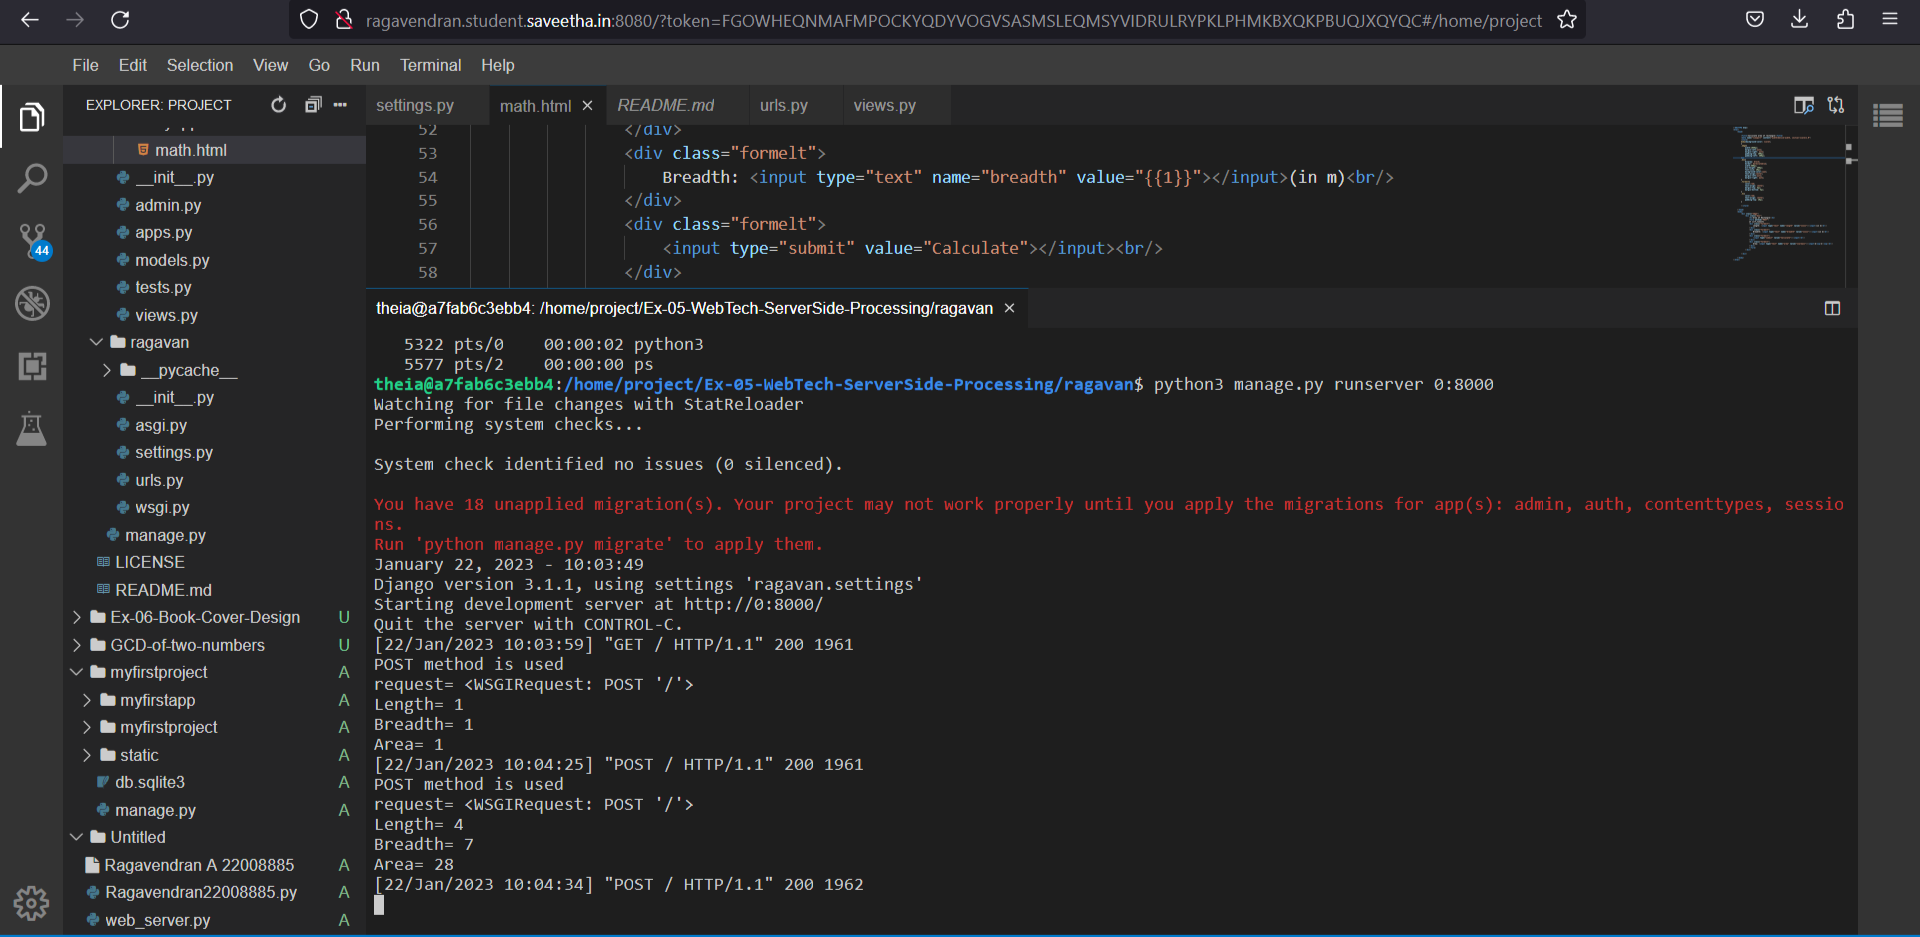 ragavendran.student.saveetha.in:8080/?token=FGOWHEQNMAFMPOCKYQDYVOGVSASMSLEQMSYVIDRULRYPKLPHMKBXQKPBUQJXQYQC#/home/project
File Edit Selection View Go Run Terminal Help
EXPLORER: PROJECT
math.html
__init__.py
admin.py
apps.py
models.py
tests.py
views.py
ragavan
__pycache__
__init__.py
asgi.py
settings.py
urls.py
wsgi.py
manage.py
LICENSE
README.md
Ex-06-Book-Cover-Design U
GCD-of-two-numbers U
myfirstproject A
myfirstapp A
myfirstproject A
static A
db.sqlite3 A
manage.py A
Untitled
Ragavendran A 22008885 A
Ragavendran22008885.py A
web_server.py A
44
settings.py math.html README.md urls.py views.py
52 </div>
53 <div class="formelt">
54 Breadth: <input type="text" name="breadth" value="{{1}}"></input>(in m)<br/>
55 </div>
56 <div class="formelt">
57 <input type="submit" value="Calculate"></input><br/>
58 </div>
theia@a7fab6c3ebb4: /home/project/Ex-05-WebTech-ServerSide-Processing/ragavan
5322 pts/0 00:00:02 python3
5577 pts/2 00:00:00 ps
theia@a7fab6c3ebb4:/home/project/Ex-05-WebTech-ServerSide-Processing/ragavan$ python3 manage.py runserver 0:8000
Watching for file changes with StatReloader
Performing system checks...
System check identified no issues (0 silenced).
You have 18 unapplied migration(s). Your project may not work properly until you apply the migrations for app(s): admin, auth, contenttypes, sessio
ns.
Run 'python manage.py migrate' to apply them.
January 22, 2023 - 10:03:49
Django version 3.1.1, using settings 'ragavan.settings'
Starting development server at http://0:8000/
Quit the server with CONTROL-C.
[22/Jan/2023 10:03:59] "GET / HTTP/1.1" 200 1961
POST method is used
request= <WSGIRequest: POST '/'>
Length= 1
Breadth= 1
Area= 1
[22/Jan/2023 10:04:25] "POST / HTTP/1.1" 200 1961
POST method is used
request= <WSGIRequest: POST '/'>
Length= 4
Breadth= 7
Area= 28
[22/Jan/2023 10:04:34] "POST / HTTP/1.1" 200 1962